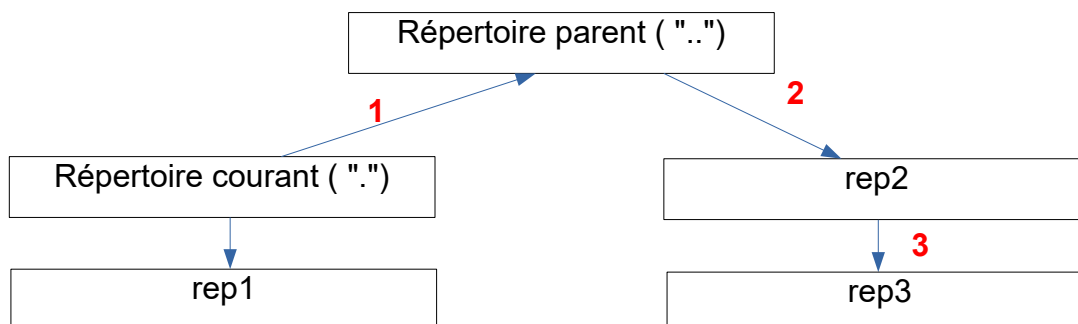 Répertoire parent ( "..")
1
2
Répertoire courant ( ".")
rep2
3
rep1
rep3